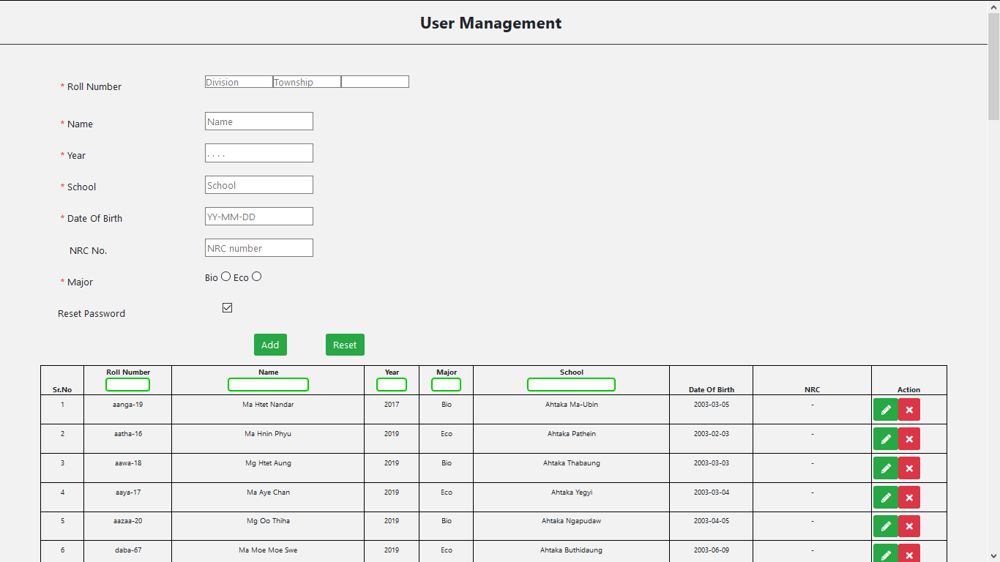 User Management
* Roll Number Division Township
* Name Name
* Year . . . .
* School School
* Date Of Birth YY-MM-DD
NRC No. NRC number
* Major Bio Eco
Reset Password
Add Reset
Sr.No Roll Number Name Year Major School Date Of Birth NRC Action
1 aanga-19 Ma Htet Nandar 2017 Bio Ahtaka Ma-Ubin 2003-03-05 -
2 aatha-16 Ma Hnin Phyu 2019 Eco Ahtaka Pathein 2003-02-03 -
3 aawa-18 Mg Htet Aung 2019 Bio Ahtaka Thabaung 2003-03-03 -
4 aaya-17 Ma Aye Chan 2019 Eco Ahtaka Yegyi 2003-03-04 -
5 aazaa-20 Mg Oo Thiha 2019 Bio Ahtaka Ngapudaw 2003-04-05 -
6 daba-67 Ma Moe Moe Swe 2019 Eco Ahtaka Buthidaung 2003-06-09 -